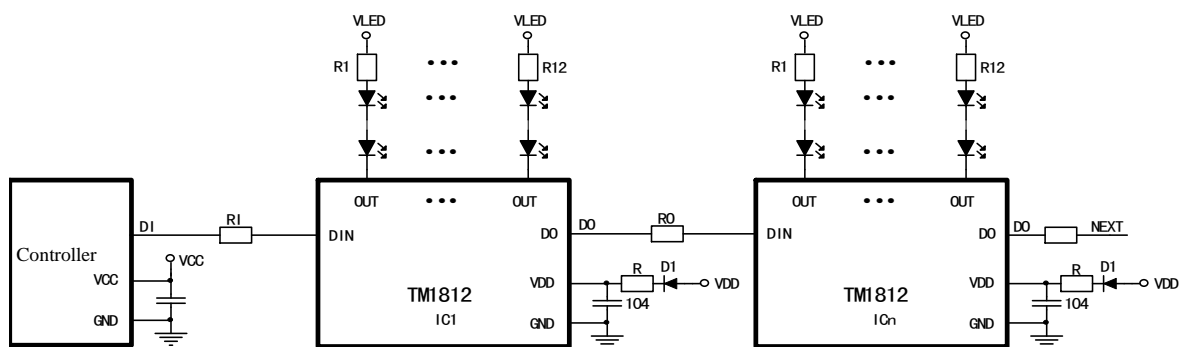 VLED VLED VLED VLED
R1 ••• R12 R1 ••• R12
••• •••
••• •••
OUT ••• OUT OUT ••• OUT
DI RI DIN DO DO RO DIN DO DO NEXT
Controller
VCC VCC VDD R D1 VDD VDD R D1 VDD
TM1812 104 TM1812 104
GND IC1 GND ICn GND